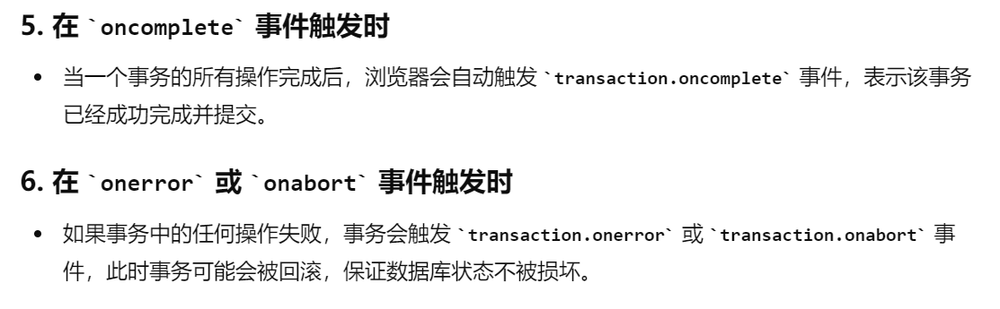 5. 在 `oncomplete` 事件触发时
• 当一个事务的所有操作完成后，浏览器会自动触发 `transaction.oncomplete` 事件，表示该事务
已经成功完成并提交。
6. 在 `onerror` 或 `onabort` 事件触发时
• 如果事务中的任何操作失败，事务会触发 `transaction.onerror` 或 `transaction.onabort` 事
件，此时事务可能会被回滚，保证数据库状态不被损坏。